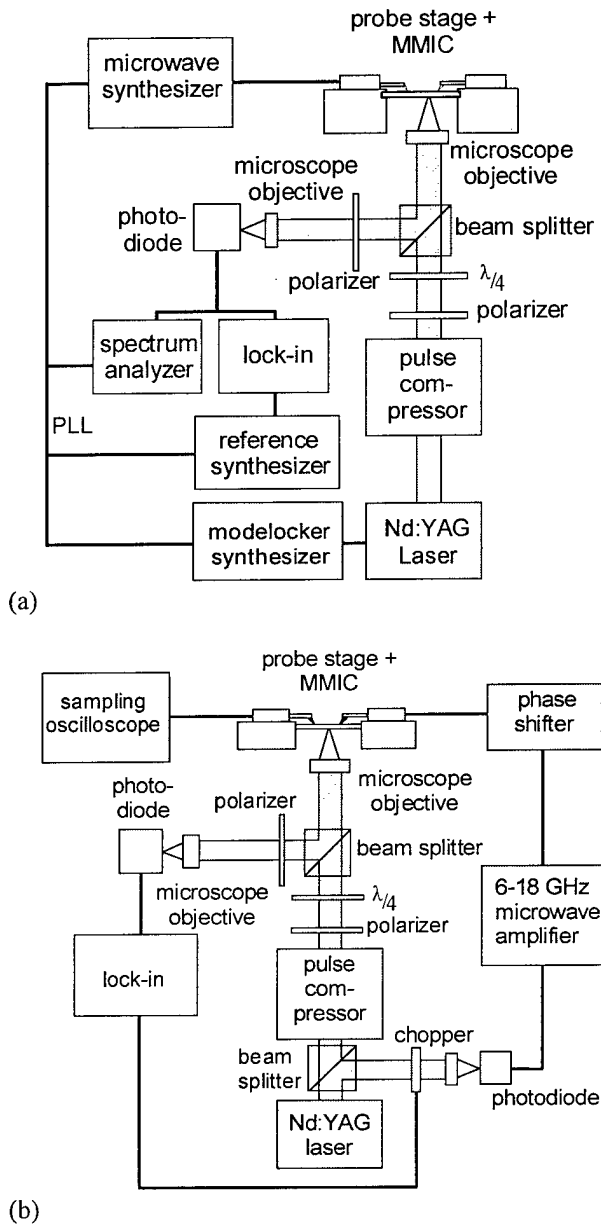 probe stage +
MMIC
microwave
synthesizer
microscope
objective
microscope
objective
photo-
diode
beam splitter
polarizer
λ/4
polarizer
spectrum
analyzer
lock-in
pulse
com-
pressor
PLL
reference
synthesizer
modelocker
synthesizer
Nd:YAG
Laser
(a)
probe stage +
MMIC
sampling
oscilloscope
phase
shifter
photo-
diode
polarizer
microscope
objective
beam splitter
microscope
objective
λ/4
polarizer
6-18 GHz
microwave
amplifier
lock-in
pulse
com-
pressor
chopper
beam
splitter
photodiode
Nd:YAG
laser
(b)